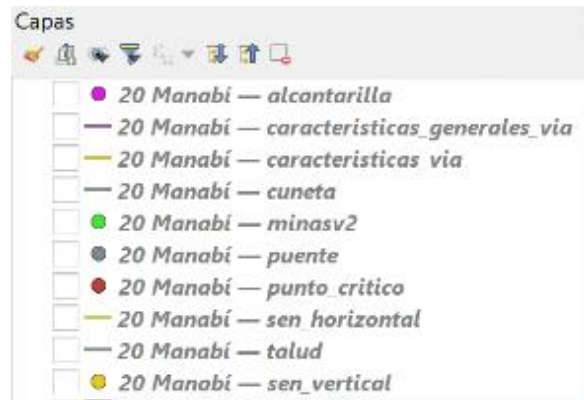 Capas
20 Manabí — alcantarilla
20 Manabí — caracteristicas_generales_via
20 Manabí — caracteristicas via
20 Manabí — cuneta
20 Manabí — minasv2
20 Manabí — puente
20 Manabí — punto_critico
20 Manabí — sen_horizontal
20 Manabí — talud
20 Manabí — sen_vertical